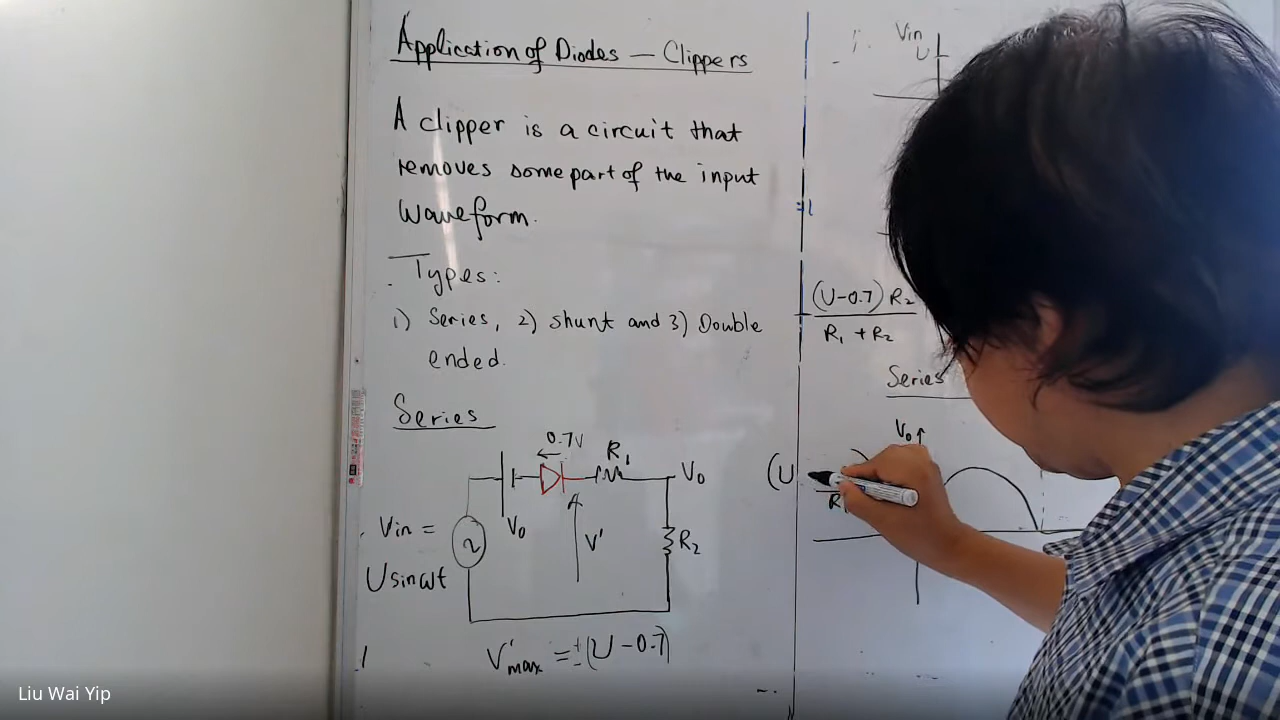 Application of Diodes — Clippers
A clipper is a circuit that
removes some part of the input
waveform.
Types:
1) Series, 2) shunt and 3) Double
ended.
Series
0.7V
R₁
V₀
V₀
V'
R₂
Vin =
Usinωt
V'max = ±(U-0.7)
Vin
U
(U-0.7) R₂
R₁ + R₂
Series
V₀
(U
R₁
Liu Wai Yip